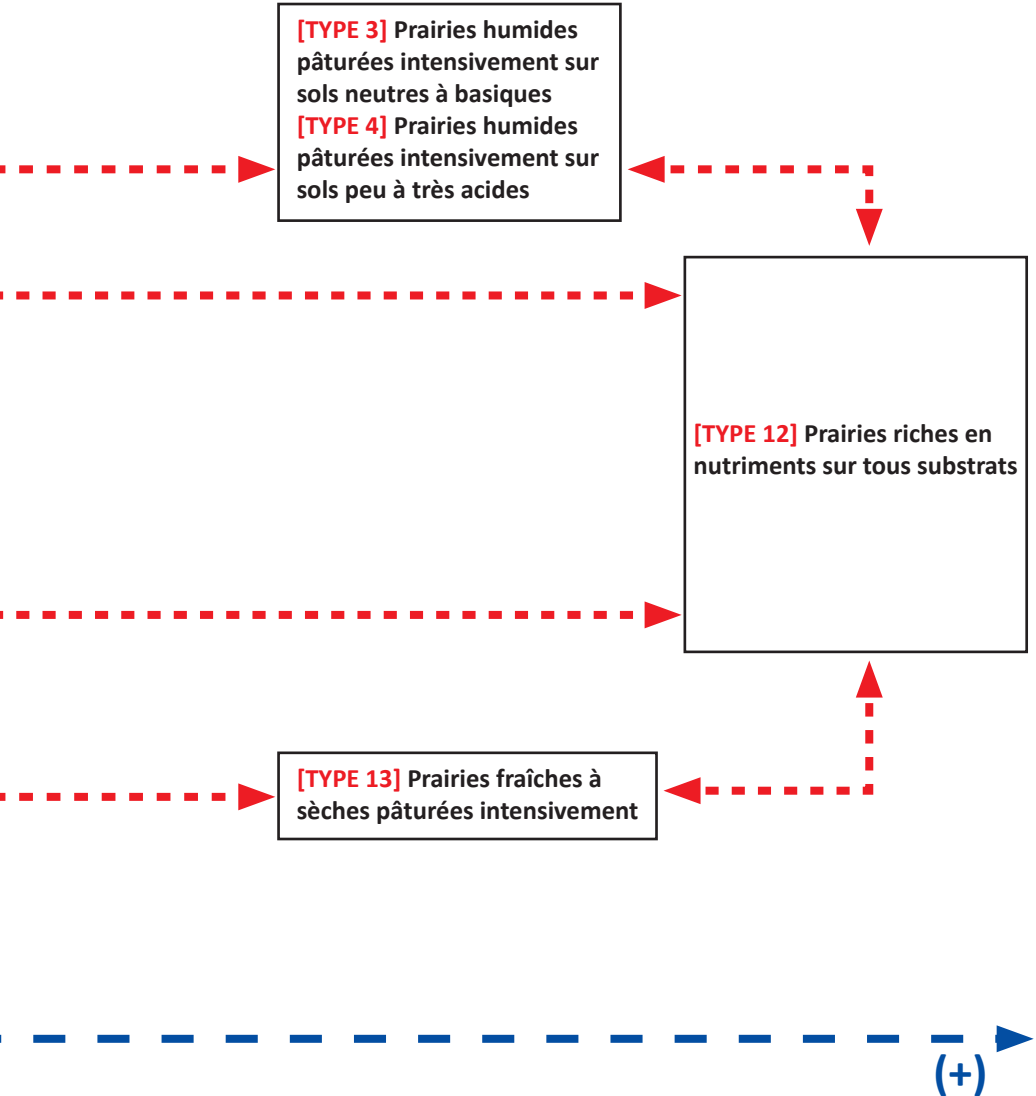 [TYPE 3] Prairies humides
pâturées intensivement sur
sols neutres à basiques
[TYPE 4] Prairies humides
pâturées intensivement sur
sols peu à très acides
[TYPE 12] Prairies riches en
nutriments sur tous substrats
[TYPE 13] Prairies fraîches à
sèches pâturées intensivement
(+)